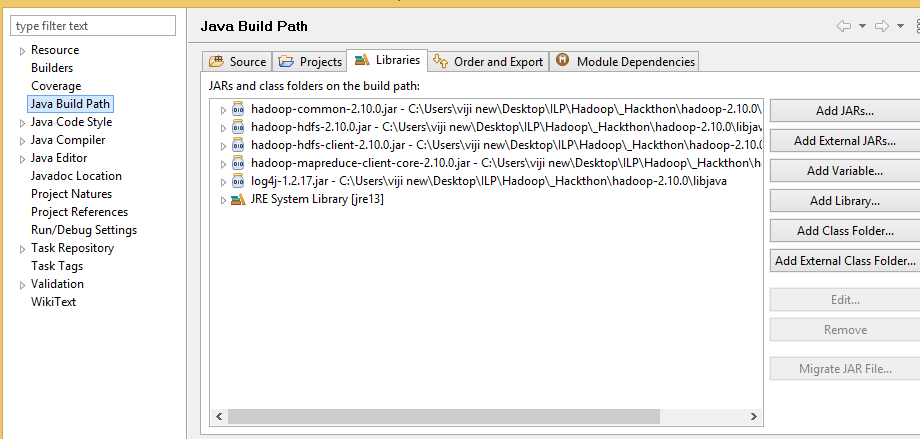 type filter text
Resource
Builders
Coverage
Java Build Path
Java Code Style
Java Compiler
Java Editor
Javadoc Location
Project Natures
Project References
Run/Debug Settings
Task Repository
Task Tags
Validation
WikiText
Java Build Path
Source Projects Libraries Order and Export Module Dependencies
JARs and class folders on the build path:
hadoop-common-2.10.0.jar - C:\Users\viji new\Desktop\ILP\Hadoop\_Hackthon\hadoop-2.10.0\
hadoop-hdfs-2.10.0.jar - C:\Users\viji new\Desktop\ILP\Hadoop\_Hackthon\hadoop-2.10.0\libjav
hadoop-hdfs-client-2.10.0.jar - C:\Users\viji new\Desktop\ILP\Hadoop\_Hackthon\hadoop-2.10.0
hadoop-mapreduce-client-core-2.10.0.jar - C:\Users\viji new\Desktop\ILP\Hadoop\_Hackthon\h
log4j-1.2.17.jar - C:\Users\viji new\Desktop\ILP\Hadoop\_Hackthon\hadoop-2.10.0\libjava
JRE System Library [jre13]
Add JARs...
Add External JARs...
Add Variable...
Add Library...
Add Class Folder...
Add External Class Folder...
Edit...
Remove
Migrate JAR File...